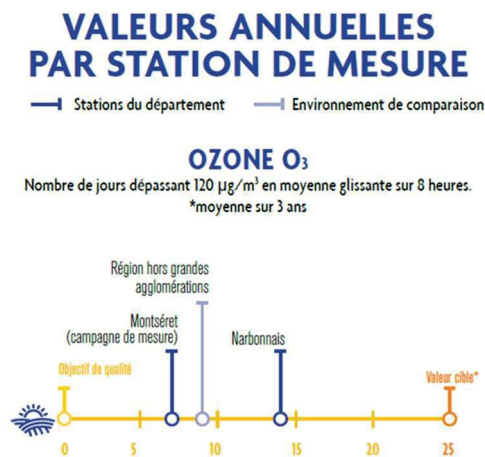 VALEURS ANNUELLES
PAR STATION DE MESURE
Stations du département
Environnement de comparaison
OZONE O₃
Nombre de jours dépassant 120 µg/m³ en moyenne glissante sur 8 heures.
*moyenne sur 3 ans
Région hors grandes
agglomérations
Montséret
(campagne de mesure)
Narbonnais
Objectif de qualité
Valeur cible*
0 5 10 15 20 25